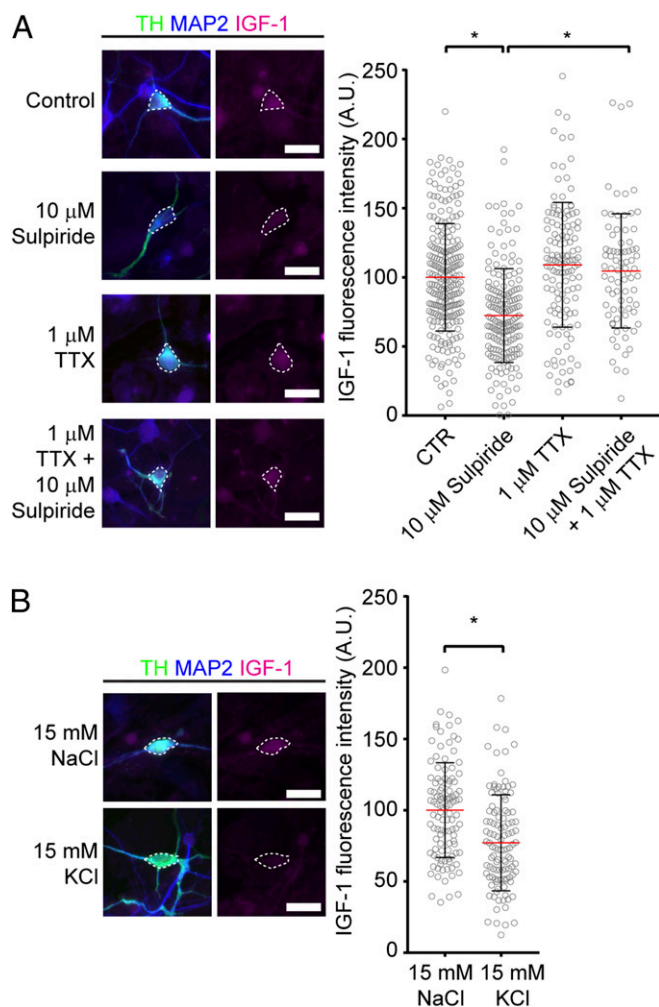 A
TH MAP2 IGF-1
Control
10 μM
Sulpiride
1 μM
TTX
1 μM
TTX +
10 μM
Sulpiride
IGF-1 fluorescence intensity (A.U.)
250
200
150
100
50
0
*
*
CTR
10 μM Sulpiride
1 μM TTX
10 μM Sulpiride
+ 1 μM TTX
B
TH MAP2 IGF-1
15 mM
NaCl
15 mM
KCl
IGF-1 fluorescence intensity (A.U.)
250
200
150
100
50
0
*
15 mM
NaCl
15 mM
KCl